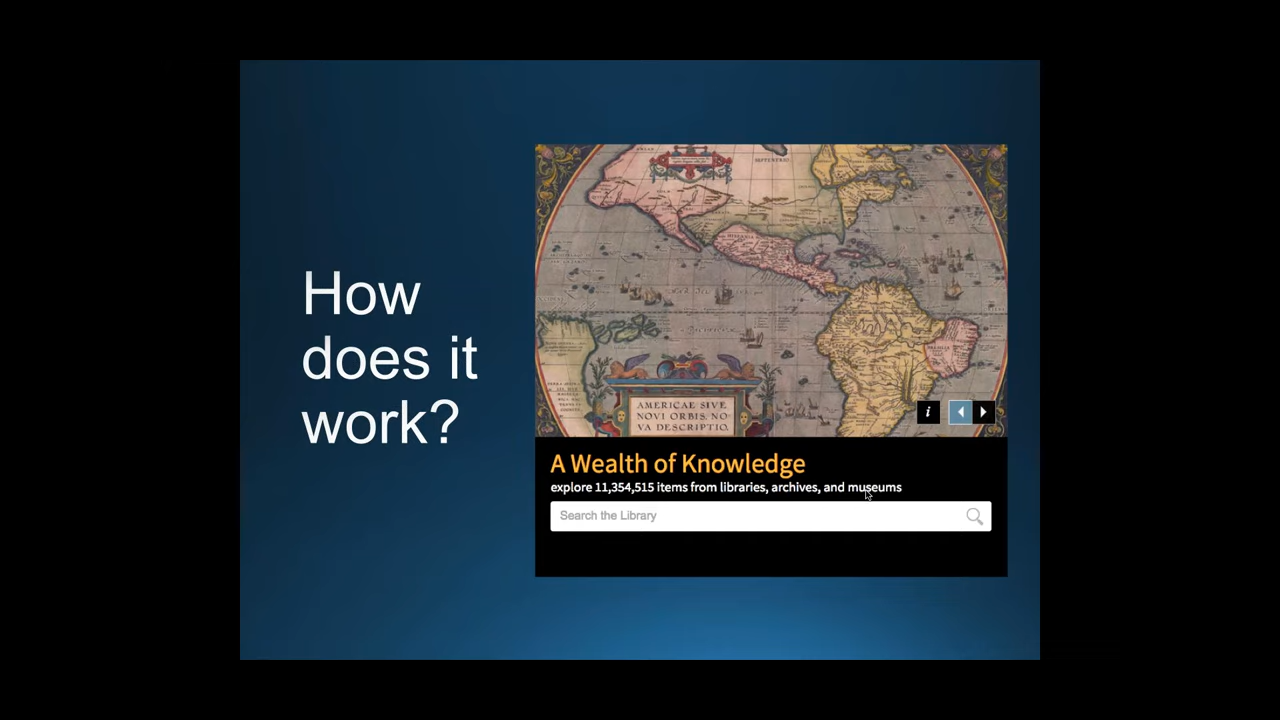 How
does it
work?
AMERICAE SIVE
NOVI ORBIS, NO
VA DESCRIPTIO.
i
A Wealth of Knowledge
explore 11,354,515 items from libraries, archives, and museums
Search the Library